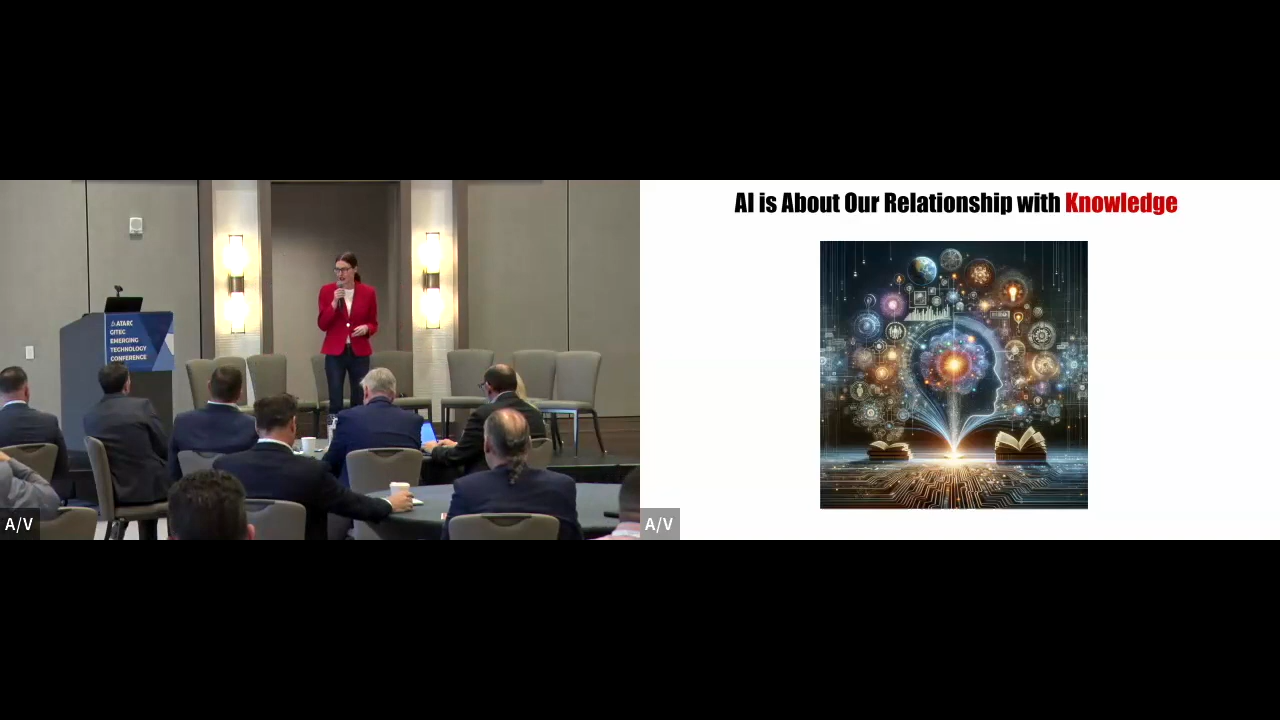 ATARC
GITEC
EMERGING
TECHNOLOGY
CONFERENCE
A/V
AI is About Our Relationship with Knowledge
A/V